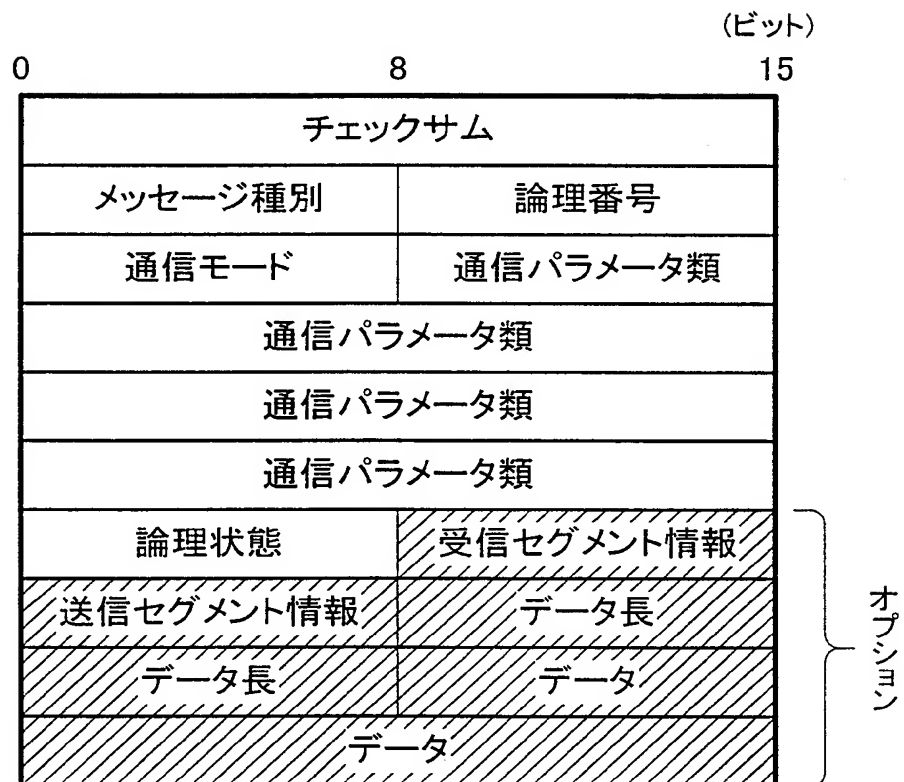 (ビット)
0 8 15
チェックサム
メッセージ種別 論理番号
通信モード 通信パラメータ類
通信パラメータ類
通信パラメータ類
通信パラメータ類
論理状態 受信セグメント情報
送信セグメント情報 データ長
データ長 データ
データ
オプション